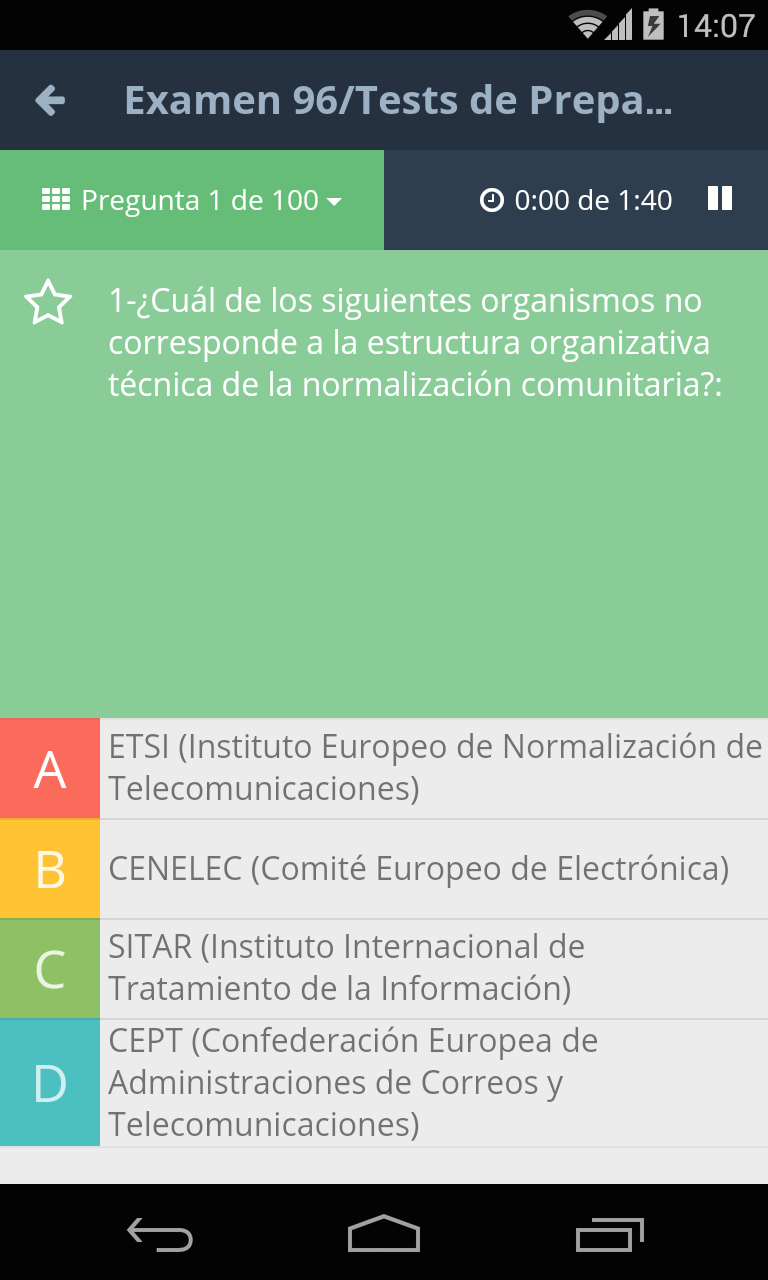 14:07
Examen 96/Tests de Prepa...
Pregunta 1 de 100
0:00 de 1:40
1-¿Cuál de los siguientes organismos no
corresponde a la estructura organizativa
técnica de la normalización comunitaria?:
A
ETSI (Instituto Europeo de Normalización de
Telecomunicaciones)
B
CENELEC (Comité Europeo de Electrónica)
C
SITAR (Instituto Internacional de
Tratamiento de la Información)
D
CEPT (Confederación Europea de
Administraciones de Correos y
Telecomunicaciones)